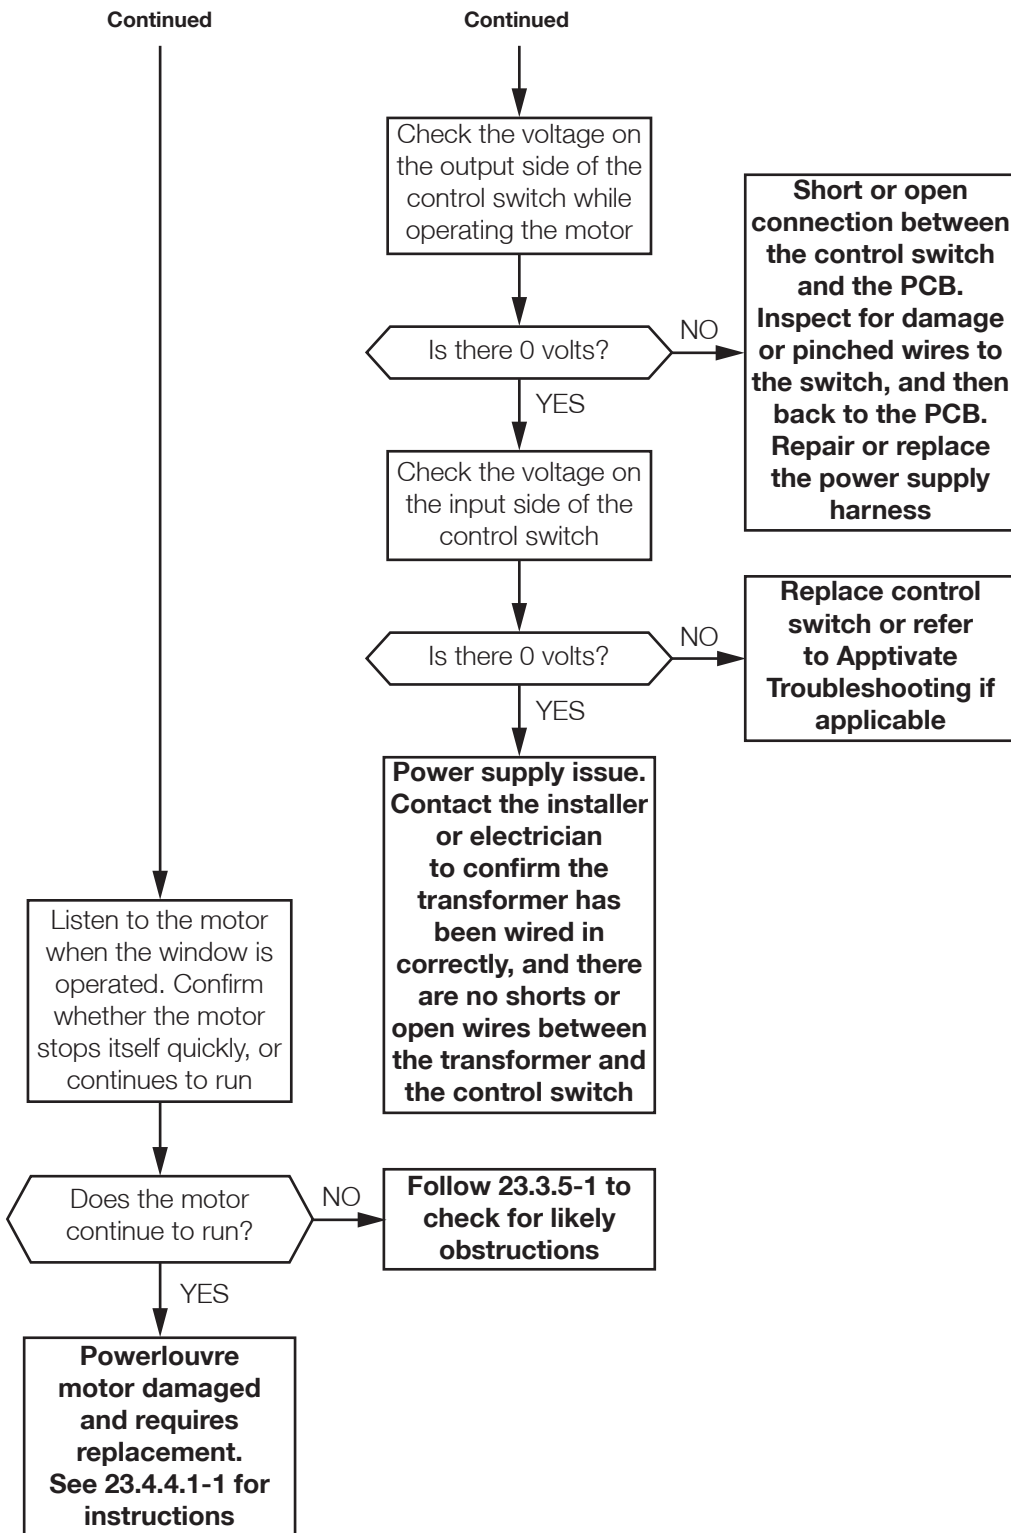 Continued
Continued
Check the voltage on
the output side of the
control switch while
operating the motor
Is there 0 volts?
NO
Short or open
connection between
the control switch
and the PCB.
Inspect for damage
or pinched wires to
the switch, and then
back to the PCB.
Repair or replace
the power supply
harness
YES
Check the voltage on
the input side of the
control switch
Is there 0 volts?
NO
Replace control
switch or refer
to Apptivate
Troubleshooting if
applicable
YES
Power supply issue.
Contact the installer
or electrician
to confirm the
transformer has
been wired in
correctly, and there
are no shorts or
open wires between
the transformer and
the control switch
Listen to the motor
when the window is
operated. Confirm
whether the motor
stops itself quickly, or
continues to run
Does the motor
continue to run?
NO
Follow 23.3.5-1 to
check for likely
obstructions
YES
Powerlouvre
motor damaged
and requires
replacement.
See 23.4.4.1-1 for
instructions